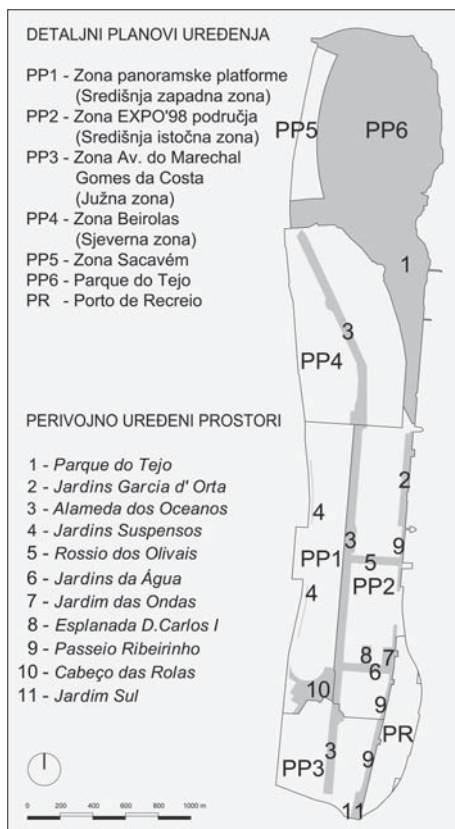 DETALJNI PLANOVI UREĐENJA
PP1 - Zona panoramske platforme
(Središnja zapadna zona)
PP2 - Zona EXPO'98 područja
(Središnja istočna zona)
PP3 - Zona Av. do Marechal
Gomes da Costa
(Južna zona)
PP4 - Zona Beirolas
(Sjeverna zona)
PP5 - Zona Sacavém
PP6 - Parque do Tejo
PR - Porto de Recreio
PERIVOJNO UREĐENI PROSTORI
1 - Parque do Tejo
2 - Jardins Garcia d' Orta
3 - Alameda dos Oceanos
4 - Jardins Suspensos
5 - Rossio dos Olivais
6 - Jardins da Água
7 - Jardim das Ondas
8 - Esplanada D.Carlos I
9 - Passeio Ribeirinho
10 - Cabeço das Rolas
11 - Jardim Sul
0 200 400 600 800 1000 m
PP5 PP6
1
3
PP4
2
4
3 9
PP1 5
PP2
4
8 7
6
10
9
PR
3 9
PP3
11